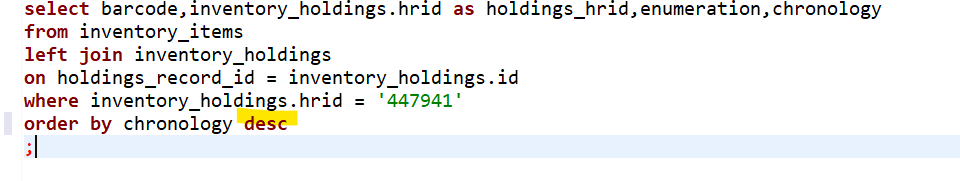 select barcode,inventory_holdings.hrid as holdings_hrid,enumeration,chronology
from inventory_items
left join inventory_holdings
on holdings_record_id = inventory_holdings.id
where inventory_holdings.hrid = '447941'
order by chronology desc
;